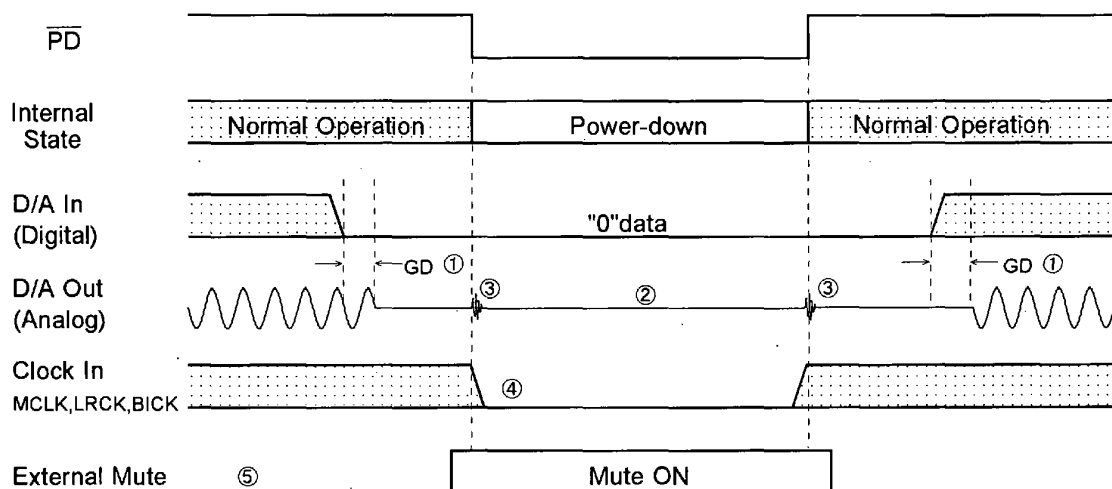 PD
Internal State
Normal Operation
Power-down
Normal Operation
D/A In
(Digital)
"0"data
GD ①
GD ①
D/A Out
(Analog)
③
②
③
Clock In
MCLK,LRCK,BICK
④
External Mute
⑤
Mute ON